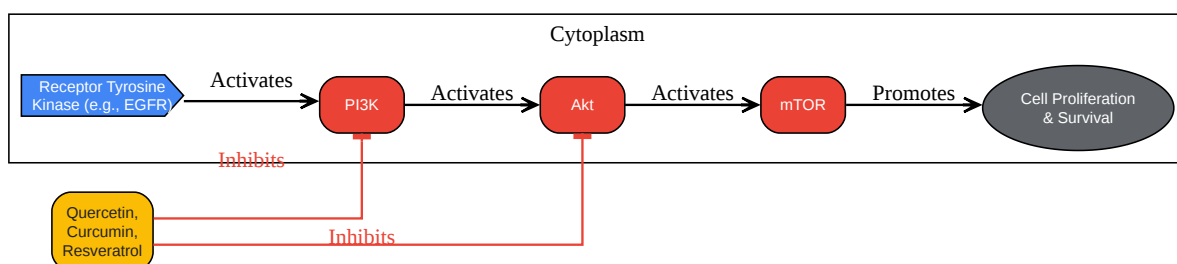 Cytoplasm
Receptor Tyrosine
Kinase (e.g., EGFR)
Activates
PI3K
Activates
Akt
Activates
mTOR
Promotes
Cell Proliferation
& Survival
Inhibits
Quercetin,
Curcumin,
Resveratrol
Inhibits